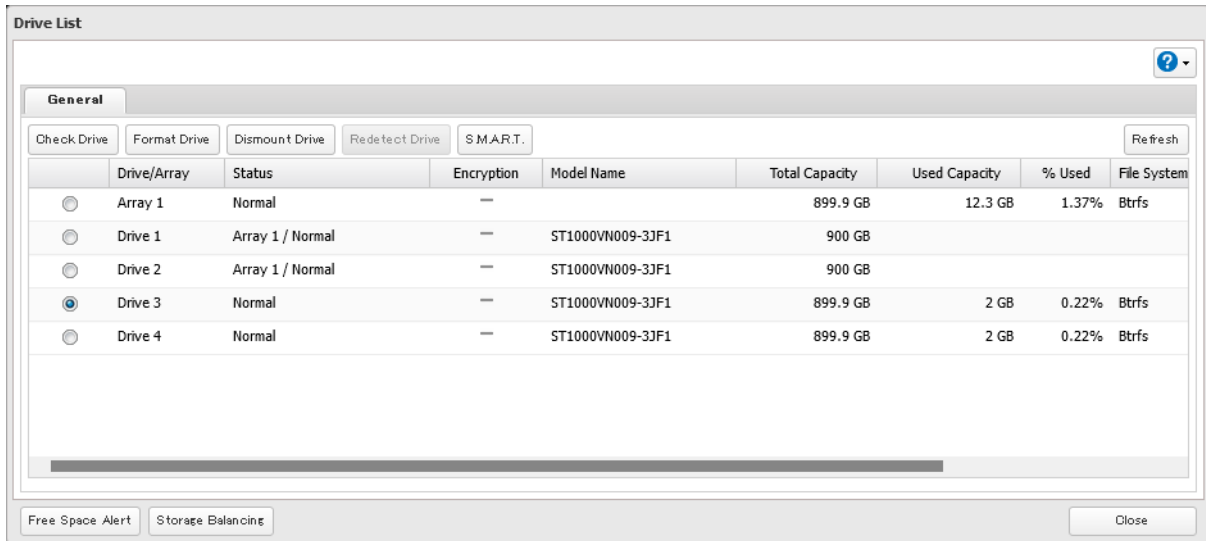 Drive List
?
General
Check Drive Format Drive Dismount Drive Redetect Drive S.M.A.R.T. Refresh
Drive/Array Status Encryption Model Name Total Capacity Used Capacity % Used File System
Array 1 Normal — 899.9 GB 12.3 GB 1.37% Btrfs
Drive 1 Array 1 / Normal — ST1000VN009-3JF1 900 GB
Drive 2 Array 1 / Normal — ST1000VN009-3JF1 900 GB
Drive 3 Normal — ST1000VN009-3JF1 899.9 GB 2 GB 0.22% Btrfs
Drive 4 Normal — ST1000VN009-3JF1 899.9 GB 2 GB 0.22% Btrfs
Free Space Alert Storage Balancing Close